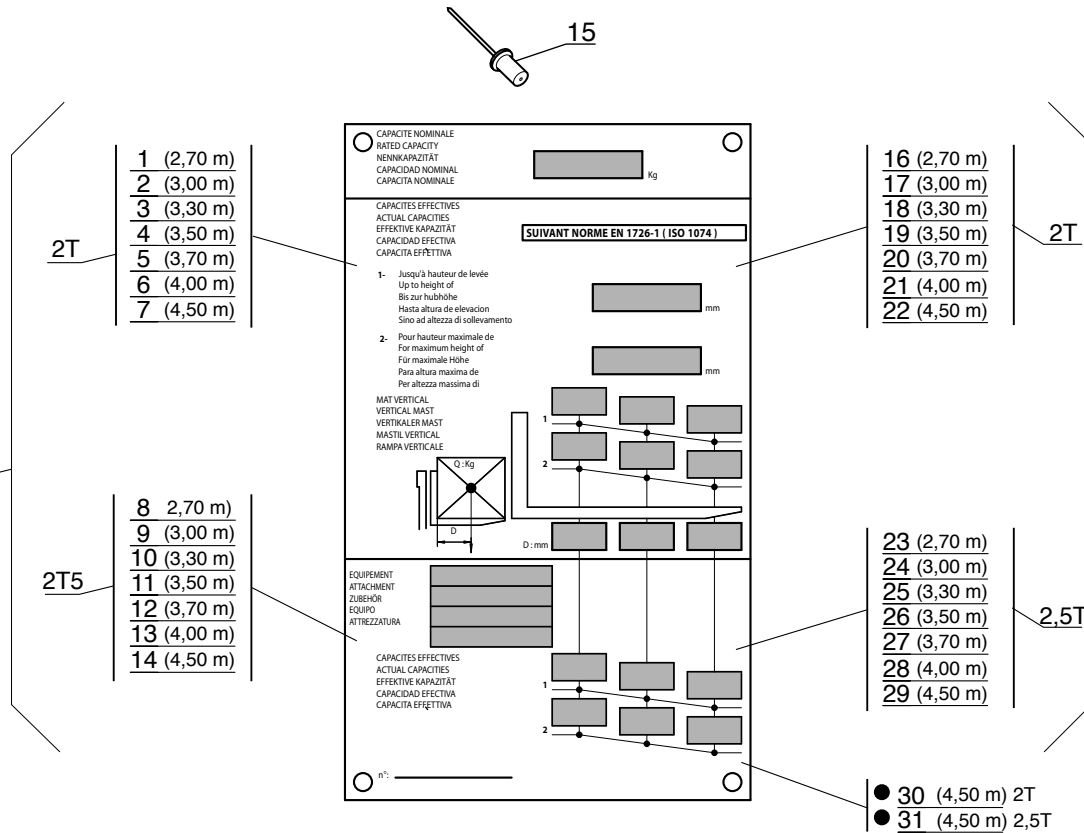 15
1 (2,70 m)
2 (3,00 m)
3 (3,30 m)
4 (3,50 m)
5 (3,70 m)
6 (4,00 m)
7 (4,50 m)
2T
8 2,70 m)
9 (3,00 m)
10 (3,30 m)
11 (3,50 m)
12 (3,70 m)
13 (4,00 m)
14 (4,50 m)
2T5
CAPACITE NOMINALE
RATED CAPACITY
NENNKAPAZITÄT
CAPACIDAD NOMINAL
CAPACITA NOMINALE
Kg
CAPACITES EFFECTIVES
ACTUAL CAPACITIES
EFFEKTIVE KAPAZITÄT
CAPACIDAD EFECTIVA
CAPACITA EFFETTIVA
SUIVANT NORME EN 1726-1 ( ISO 1074 )
1- Jusqu'à hauteur de levée
Up to height of
Bis zur hubhöhe
Hasta altura de elevacion
Sino ad altezza di sollevamento
mm
2- Pour hauteur maximale de
For maximum height of
Für maximale Höhe
Para altura maxima de
Per altezza massima di
mm
MAT VERTICAL
VERTICAL MAST
VERTIKALER MAST
MASTIL VERTICAL
RAMPA VERTICALE
1
2
Q : Kg
D
D : mm
EQUIPEMENT
ATTACHMENT
ZUBEHÖR
EQUIPO
ATTREZZATURA
CAPACITES EFFECTIVES
ACTUAL CAPACITIES
EFFEKTIVE KAPAZITÄT
CAPACIDAD EFECTIVA
CAPACITA EFFETTIVA
1
2
n°:
16 (2,70 m)
17 (3,00 m)
18 (3,30 m)
19 (3,50 m)
20 (3,70 m)
21 (4,00 m)
22 (4,50 m)
2T
23 (2,70 m)
24 (3,00 m)
25 (3,30 m)
26 (3,50 m)
27 (3,70 m)
28 (4,00 m)
29 (4,50 m)
2,5T
● 30 (4,50 m) 2T
● 31 (4,50 m) 2,5T